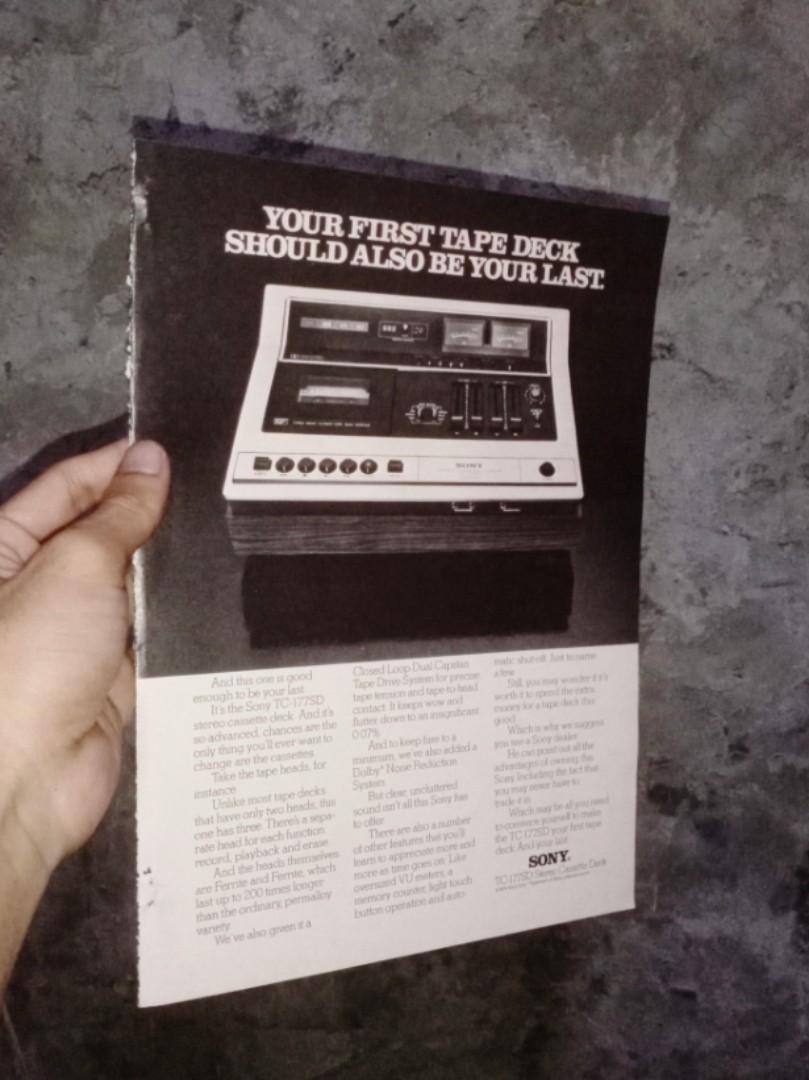 YOUR FIRST TAPE DECK
SHOULD ALSO BE YOUR LAST.
SONY
And this one is good
enough to be your last.
It's the Sony TC-177SD
stereo cassette deck. And it's
so advanced, chances are the
only thing you'll ever want to
change are the cassettes.
Take the tape heads, for
instance.
Unlike most tape decks
that have only two heads, this
one has three. There's a sepa-
rate head for each function:
record, playback and erase.
And the heads themselves
are Ferrite and Ferrite, which
last up to 200 times longer
than the ordinary, permalloy
variety.
We've also given it a
Closed Loop Dual Capstan
Tape Drive System for precise
tape tension and tape to head
contact. It keeps wow and
flutter down to an insignificant
0.07%.
And to keep hiss to a
minimum, we've also added a
Dolby* Noise Reduction
System.
But clear, uncluttered
sound isn't all this Sony has
to offer.
There are also a number
of other features that you'll
learn to appreciate more and
more as time goes on. Like
oversized VU meters, a
memory counter, light touch
button operation and auto-
matic shut-off. Just to name
a few.
Still, you may wonder if it's
worth it to spend the extra
money for a tape deck this
good.
Which is why we suggest
you see a Sony dealer.
He can point out all the
advantages of owning this
Sony. Including the fact that
you may never have to
trade it in.
Which may be all you need
to convince yourself to make
the TC-177SD your first tape
deck. And your last.
SONY.
TC-177SD Stereo Cassette Deck